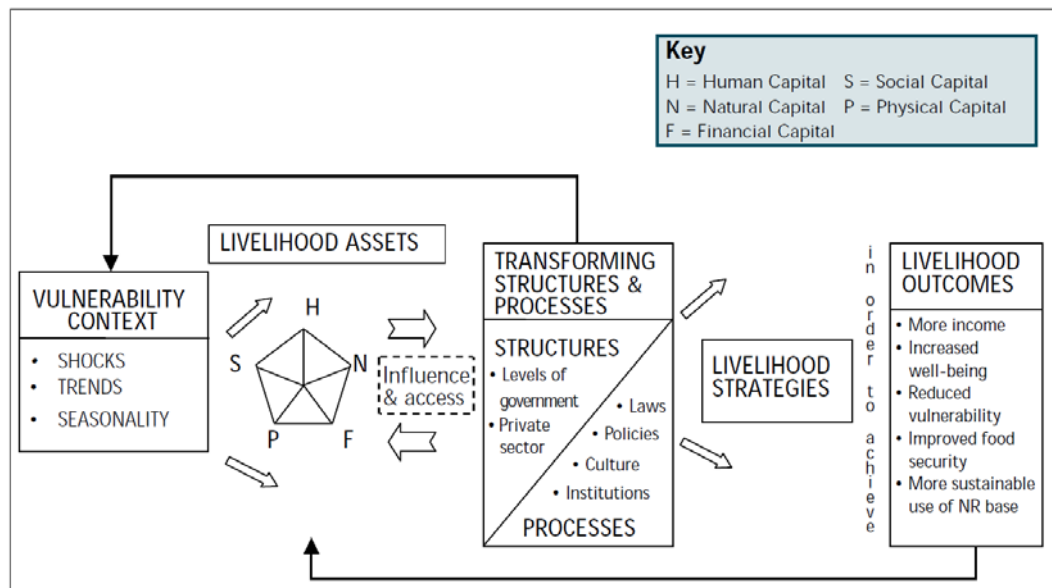 Key
H = Human Capital S = Social Capital
N = Natural Capital P = Physical Capital
F = Financial Capital
LIVELIHOOD ASSETS
VULNERABILITY
CONTEXT
• SHOCKS
• TRENDS
• SEASONALITY
H
S
N
P
F
Influence
& access
TRANSFORMING
STRUCTURES &
PROCESSES
STRUCTURES
• Levels of
government
• Private
sector
• Laws
• Policies
• Culture
• Institutions
PROCESSES
LIVELIHOOD
STRATEGIES
in order to achieve
LIVELIHOOD
OUTCOMES
• More income
• Increased
well-being
• Reduced
vulnerability
• Improved food
security
• More sustainable
use of NR base